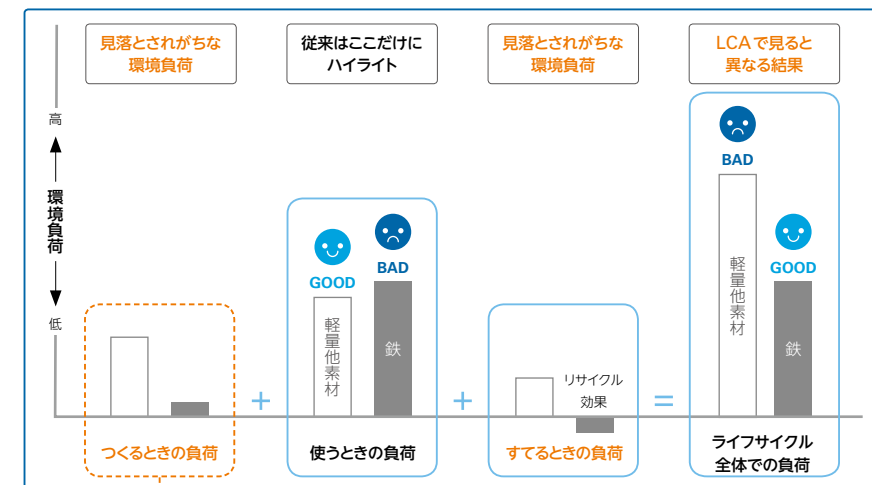 見落とされがちな
環境負荷
従来はここだけに
ハイライト
見落とされがちな
環境負荷
LCAで見ると
異なる結果
高
環境負荷
低
つくるときの負荷
+
GOOD
BAD
軽量他素材
鉄
使うときの負荷
+
リサイクル
効果
すてるときの負荷
=
BAD
GOOD
軽量他素材
鉄
ライフサイクル
全体での負荷